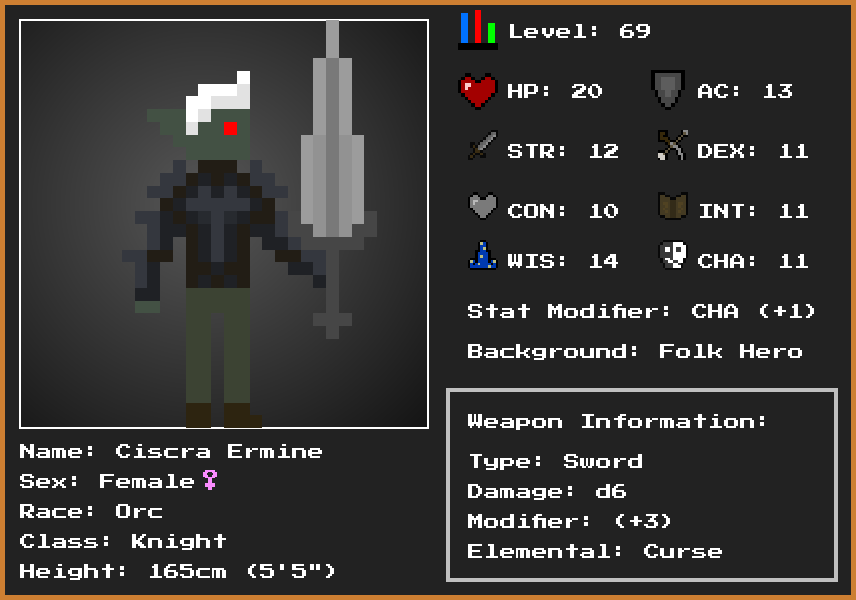 Level: 69
HP: 20 AC: 13
STR: 12 DEX: 11
CON: 10 INT: 11
WIS: 14 CHA: 11
Stat Modifier: CHA (+1)
Background: Folk Hero
Weapon Information:
Type: Sword
Damage: d6
Modifier: (+3)
Elemental: Curse
Name: Ciscra Ermine
Sex: Female♀
Race: Orc
Class: Knight
Height: 165cm (5'5")